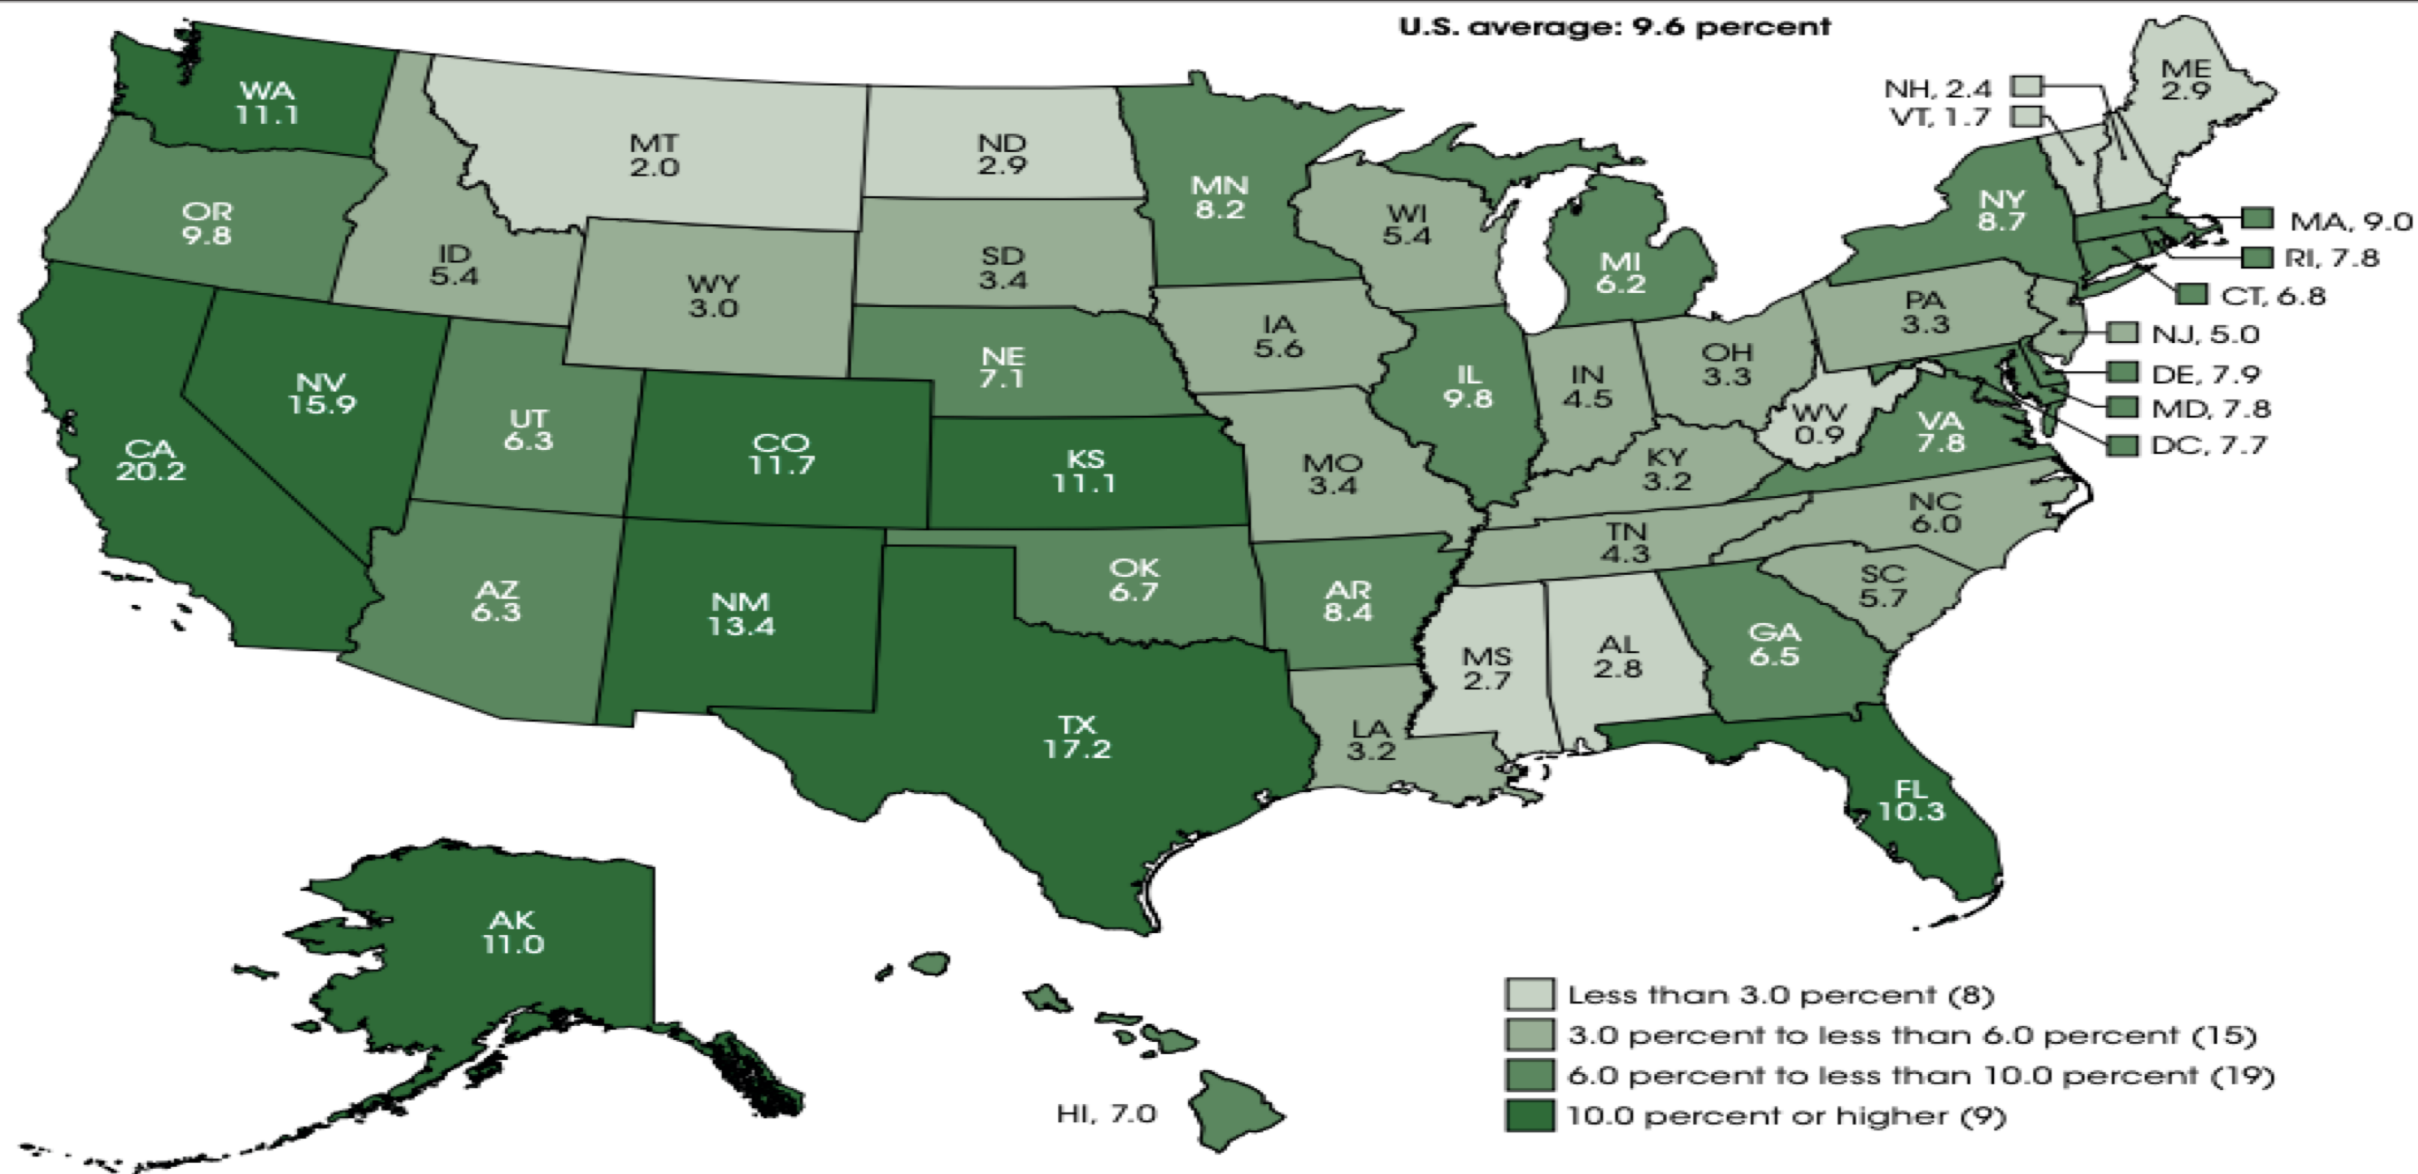 U.S. average: 9.6 percent
WA
11.1
OR
9.8
CA
20.2
NV
15.9
ID
5.4
MT
2.0
WY
3.0
UT
6.3
AZ
6.3
CO
11.7
NM
13.4
ND
2.9
SD
3.4
NE
7.1
KS
11.1
OK
6.7
TX
17.2
MN
8.2
IA
5.6
MO
3.4
AR
8.4
LA
3.2
WI
5.4
IL
9.8
MI
6.2
IN
4.5
OH
3.3
KY
3.2
TN
4.3
MS
2.7
AL
2.8
GA
6.5
FL
10.3
SC
5.7
NC
6.0
VA
7.8
WV
0.9
PA
3.3
NY
8.7
ME
2.9
NH, 2.4
VT, 1.7
MA, 9.0
RI, 7.8
CT, 6.8
NJ, 5.0
DE, 7.9
MD, 7.8
DC, 7.7
AK
11.0
HI, 7.0
Less than 3.0 percent (8)
3.0 percent to less than 6.0 percent (15)
6.0 percent to less than 10.0 percent (19)
10.0 percent or higher (9)